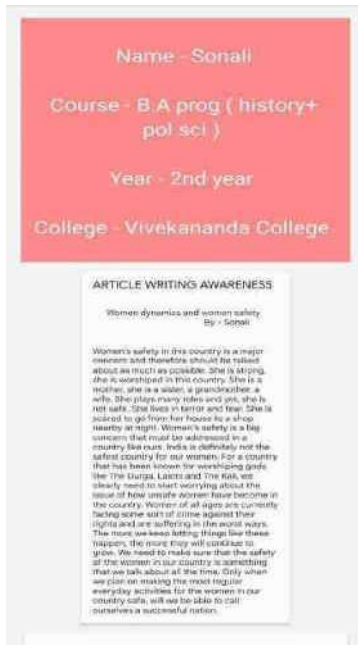 Name - Sonali
Course - B.A prog ( history+
pol sci )
Year - 2nd year
College - Vivekananda College
ARTICLE WRITING AWARENESS
Women dynamics and women safety
By - Sonali
Women's safety in this country is a major
concern and therefore should be talked
about as much as possible. She is strong,
she is worshiped in this country. She is a
mother, she is a sister, a grandmother, a
wife. She plays many roles and yet, she is
not safe. She lives in terror and fear. She is
scared to go from her house to a shop
nearby at night. Women's safety is a big
concern that must be addressed in a
country like ours. India is definitely not the
safest country for our women. For a country
that has been known for worshiping gods
like The Durga, Laxmi and The Kali, we
clearly need to start worrying about the
issue of how unsafe women have become in
the country. Women of all ages are currently
facing some sort of crime against their
rights and are suffering in the worst ways.
The more we keep letting things like these
happen, the more they will continue to
grow. We need to make sure that the safety
of the women in our country is something
that we talk about all the time. Only when
we plan on making the most regular
everyday activities for the women in our
country safe, will we be able to call
ourselves a successful nation.